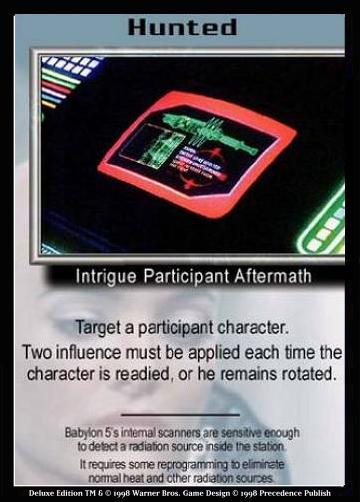 Hunted
Intrigue Participant Aftermath
Target a participant character.
Two influence must be applied each time the
character is readied, or he remains rotated.
Babylon 5's internal scanners are sensitive enough
to detect a radiation source inside the station.
It requires some reprogramming to eliminate
normal heat and other radiation sources.
Deluxe Edition TM & © 1998 Warner Bros. Game Design © 1998 Precedence Publish